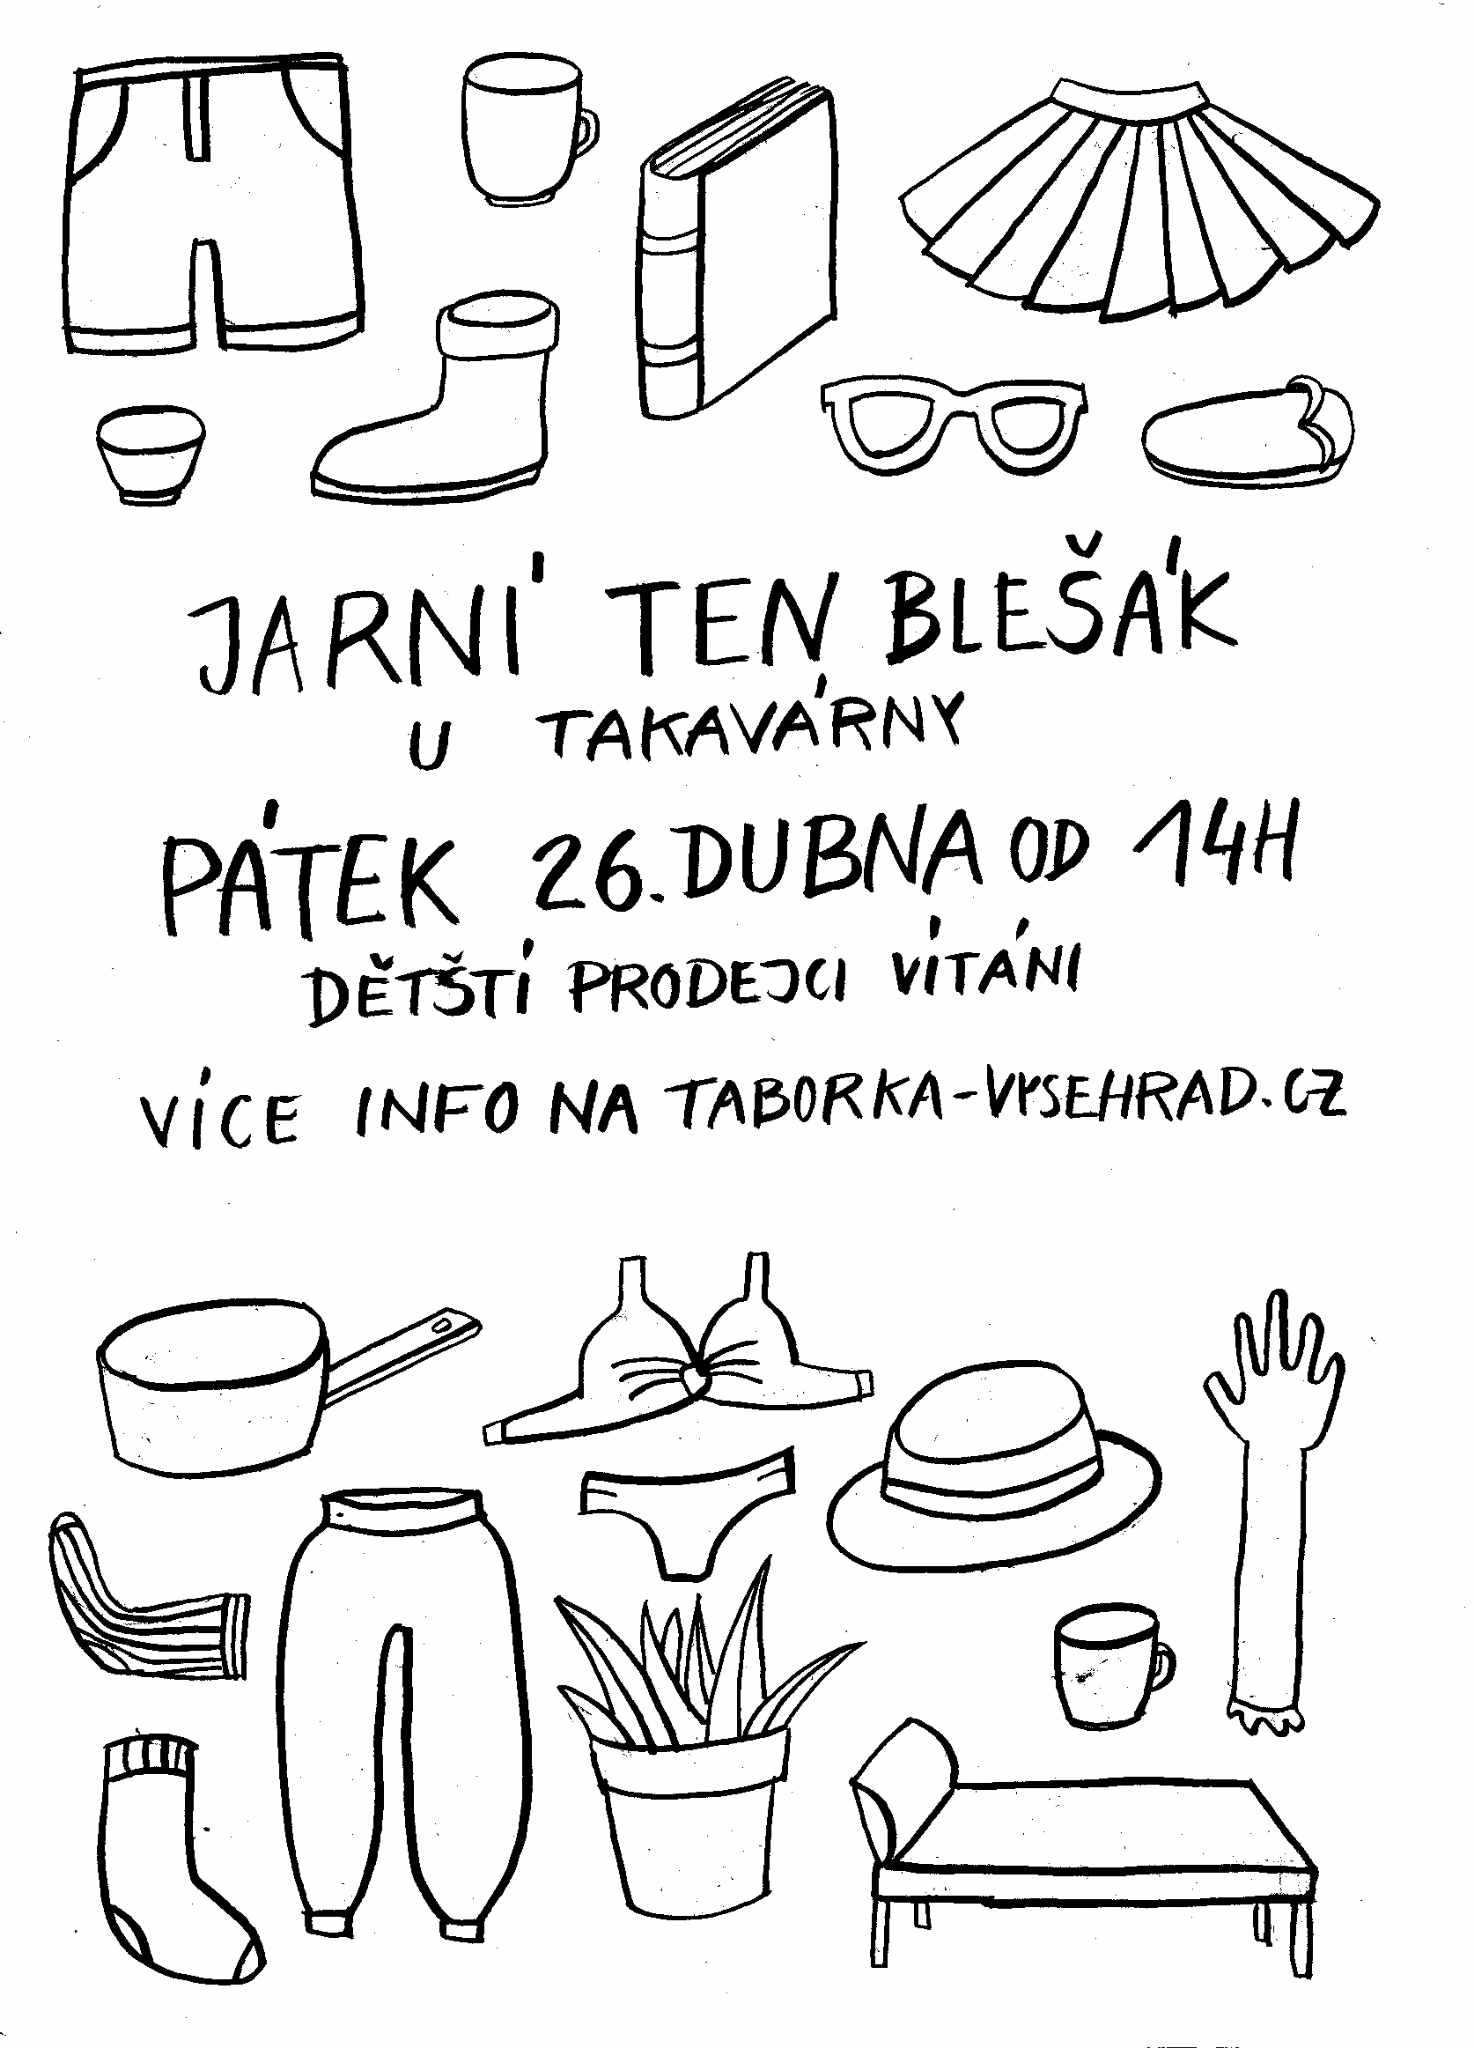 JARNÍ TEN BLEŠÁK
U TAKAVÁRNY
PÁTEK 26. DUBNA OD 14H
DĚTŠTÍ PRODEJCI VÍTÁNI
VÍCE INFO NA TABORKA-VYSEHRAD.CZ